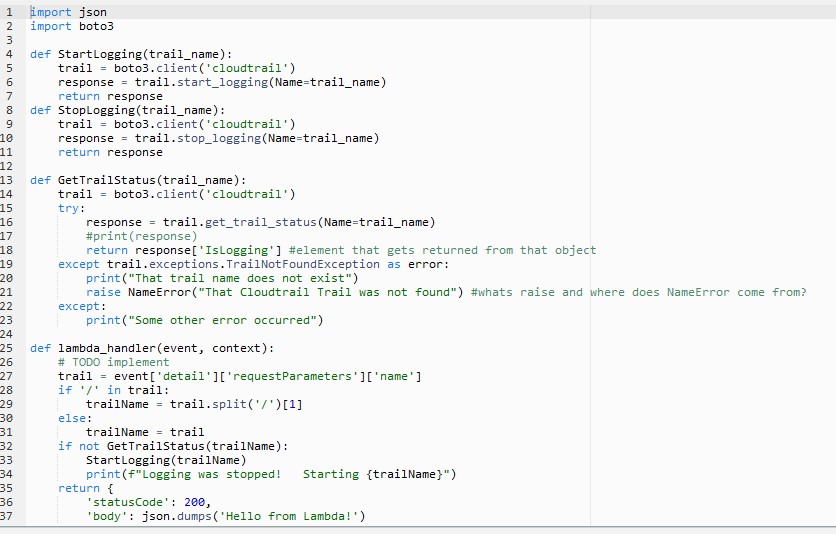 1 import json
2 import boto3
3
4 def StartLogging(trail_name):
5     trail = boto3.client('cloudtrail')
6     response = trail.start_logging(Name=trail_name)
7     return response
8 def StopLogging(trail_name):
9     trail = boto3.client('cloudtrail')
10     response = trail.stop_logging(Name=trail_name)
11     return response
12
13 def GetTrailStatus(trail_name):
14     trail = boto3.client('cloudtrail')
15     try:
16         response = trail.get_trail_status(Name=trail_name)
17         #print(response)
18         return response['IsLogging'] #element that gets returned from that object
19     except trail.exceptions.TrailNotFoundException as error:
20         print("That trail name does not exist")
21         raise NameError("That Cloudtrail Trail was not found") #whats raise and where does NameError come from?
22     except:
23         print("Some other error occurred")
24
25 def lambda_handler(event, context):
26     # TODO implement
27     trail = event['detail']['requestParameters']['name']
28     if '/' in trail:
29         trailName = trail.split('/')[1]
30     else:
31         trailName = trail
32     if not GetTrailStatus(trailName):
33         StartLogging(trailName)
34         print(f"Logging was stopped!   Starting {trailName}")
35     return {
36         'statusCode': 200,
37         'body': json.dumps('Hello from Lambda!')